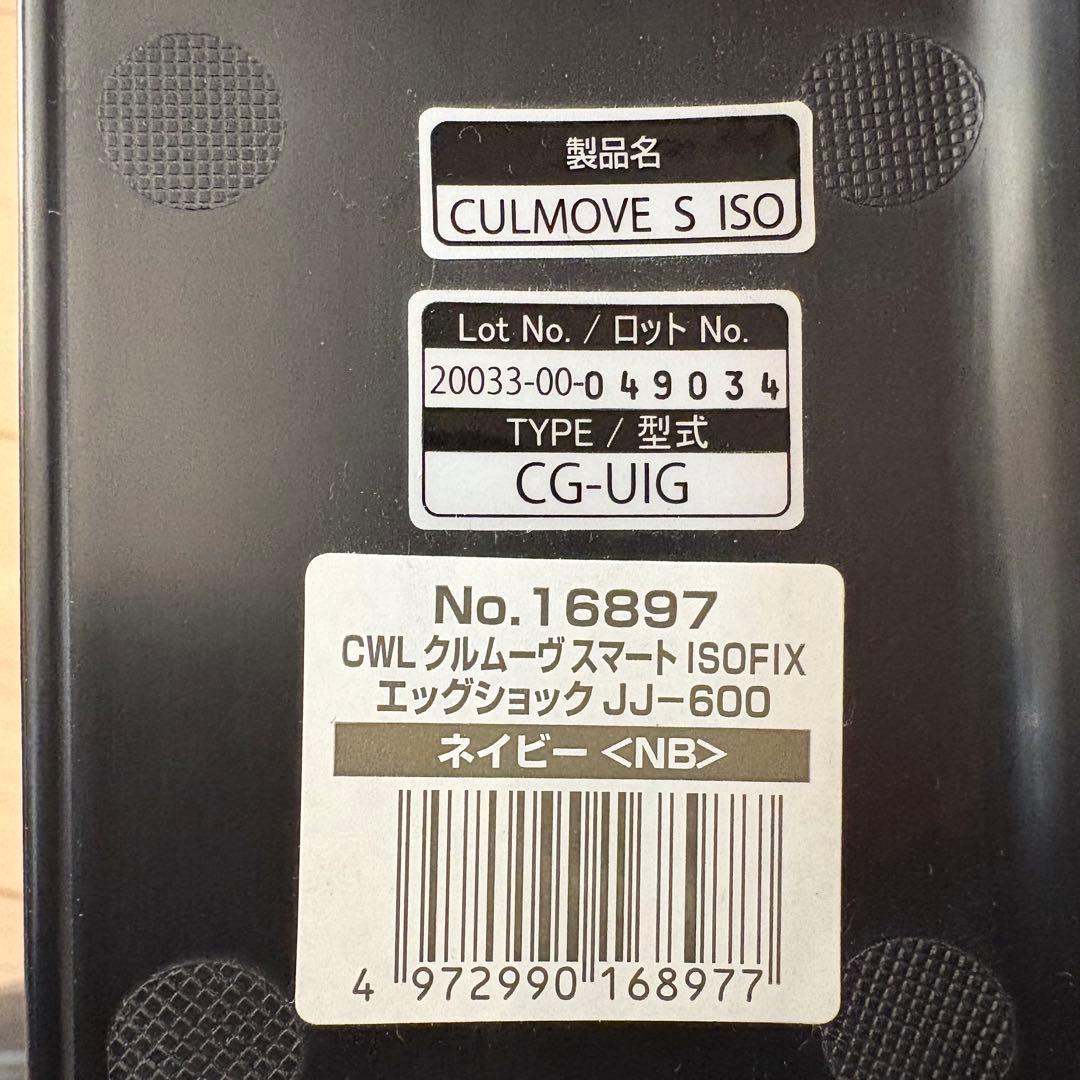 製品名
CULMOVE S ISO
Lot No. / ロット No.
20033-00-049034
TYPE / 型式
CG-UIG
No.16897
CWL クルムーヴ スマート ISOFIX
エッグショック JJ-600
ネイビー <NB>
4 972990 168977